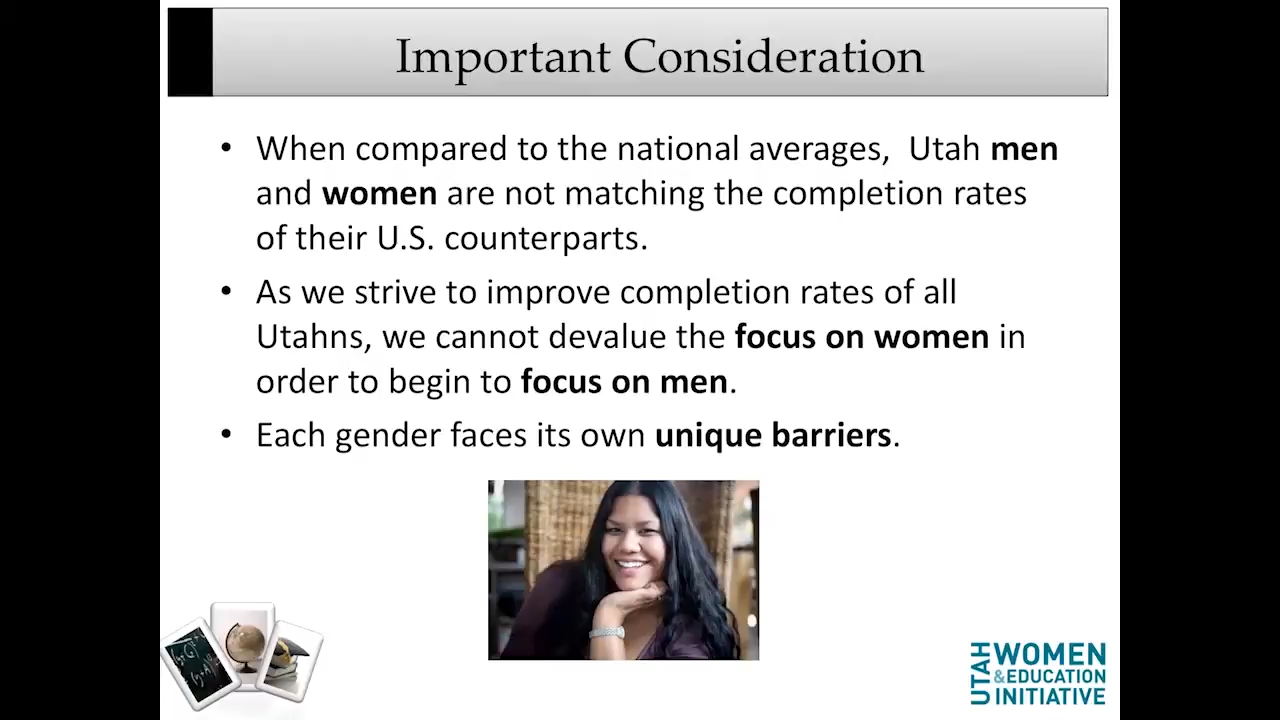 Important Consideration
• When compared to the national averages, Utah men
and women are not matching the completion rates
of their U.S. counterparts.
• As we strive to improve completion rates of all
Utahns, we cannot devalue the focus on women in
order to begin to focus on men.
• Each gender faces its own unique barriers.
UTAH
WOMEN
&EDUCATION
INITIATIVE